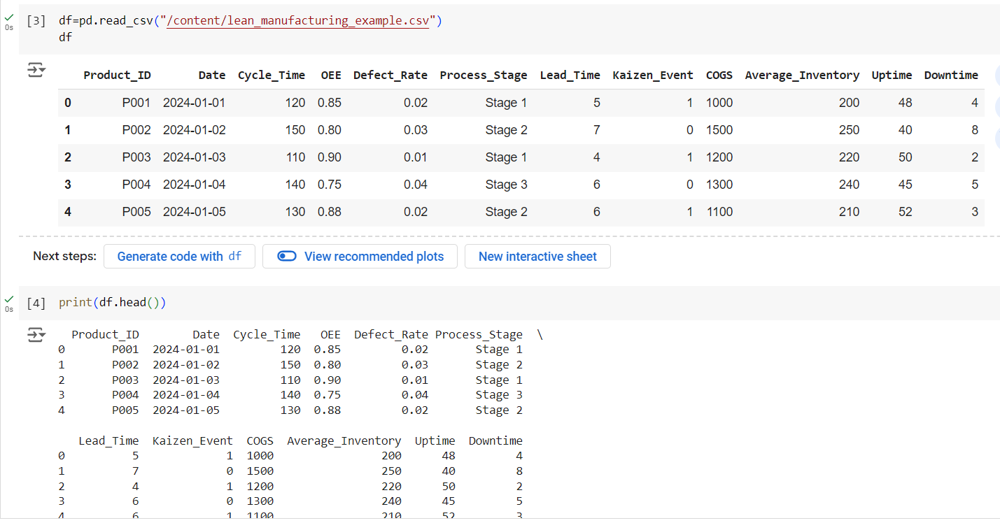 [3] df=pd.read_csv("/content/lean_manufacturing_example.csv")
0s
df
Product_ID Date Cycle_Time OEE Defect_Rate Process_Stage Lead_Time Kaizen_Event COGS Average_Inventory Uptime Downtime
0 P001 2024-01-01 120 0.85 0.02 Stage 1 5 1 1000 200 48 4
1 P002 2024-01-02 150 0.80 0.03 Stage 2 7 0 1500 250 40 8
2 P003 2024-01-03 110 0.90 0.01 Stage 1 4 1 1200 220 50 2
3 P004 2024-01-04 140 0.75 0.04 Stage 3 6 0 1300 240 45 5
4 P005 2024-01-05 130 0.88 0.02 Stage 2 6 1 1100 210 52 3
Next steps: Generate code with df View recommended plots New interactive sheet
[4] print(df.head())
0s
Product_ID Date Cycle_Time OEE Defect_Rate Process_Stage \
0 P001 2024-01-01 120 0.85 0.02 Stage 1
1 P002 2024-01-02 150 0.80 0.03 Stage 2
2 P003 2024-01-03 110 0.90 0.01 Stage 1
3 P004 2024-01-04 140 0.75 0.04 Stage 3
4 P005 2024-01-05 130 0.88 0.02 Stage 2
Lead_Time Kaizen_Event COGS Average_Inventory Uptime Downtime
0 5 1 1000 200 48 4
1 7 0 1500 250 40 8
2 4 1 1200 220 50 2
3 6 0 1300 240 45 5
4 6 1 1100 210 52 3